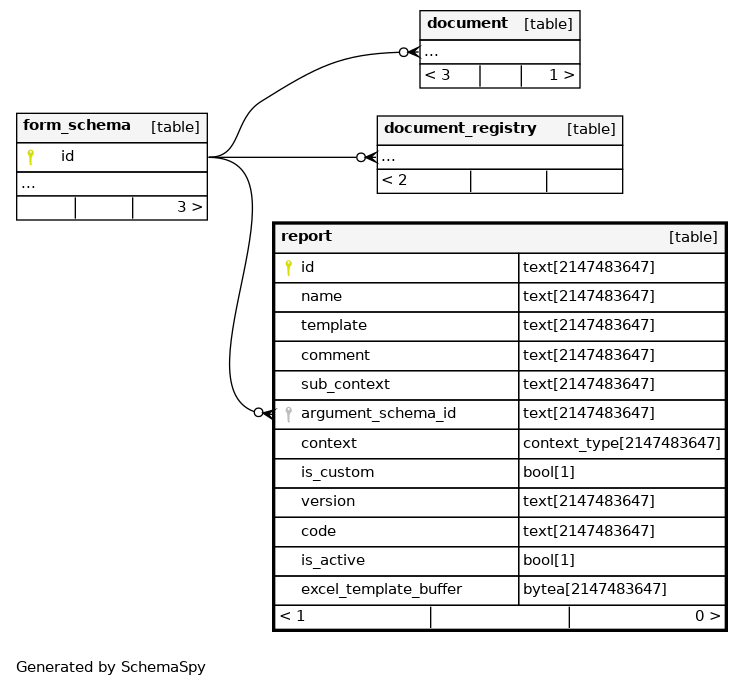 document [table]
...
< 3 1 >
form_schema [table]
id
...
3 >
document_registry [table]
...
< 2
report [table]
id text[2147483647]
name text[2147483647]
template text[2147483647]
comment text[2147483647]
sub_context text[2147483647]
argument_schema_id text[2147483647]
context context_type[2147483647]
is_custom bool[1]
version text[2147483647]
code text[2147483647]
is_active bool[1]
excel_template_buffer bytea[2147483647]
< 1 0 >
Generated by SchemaSpy